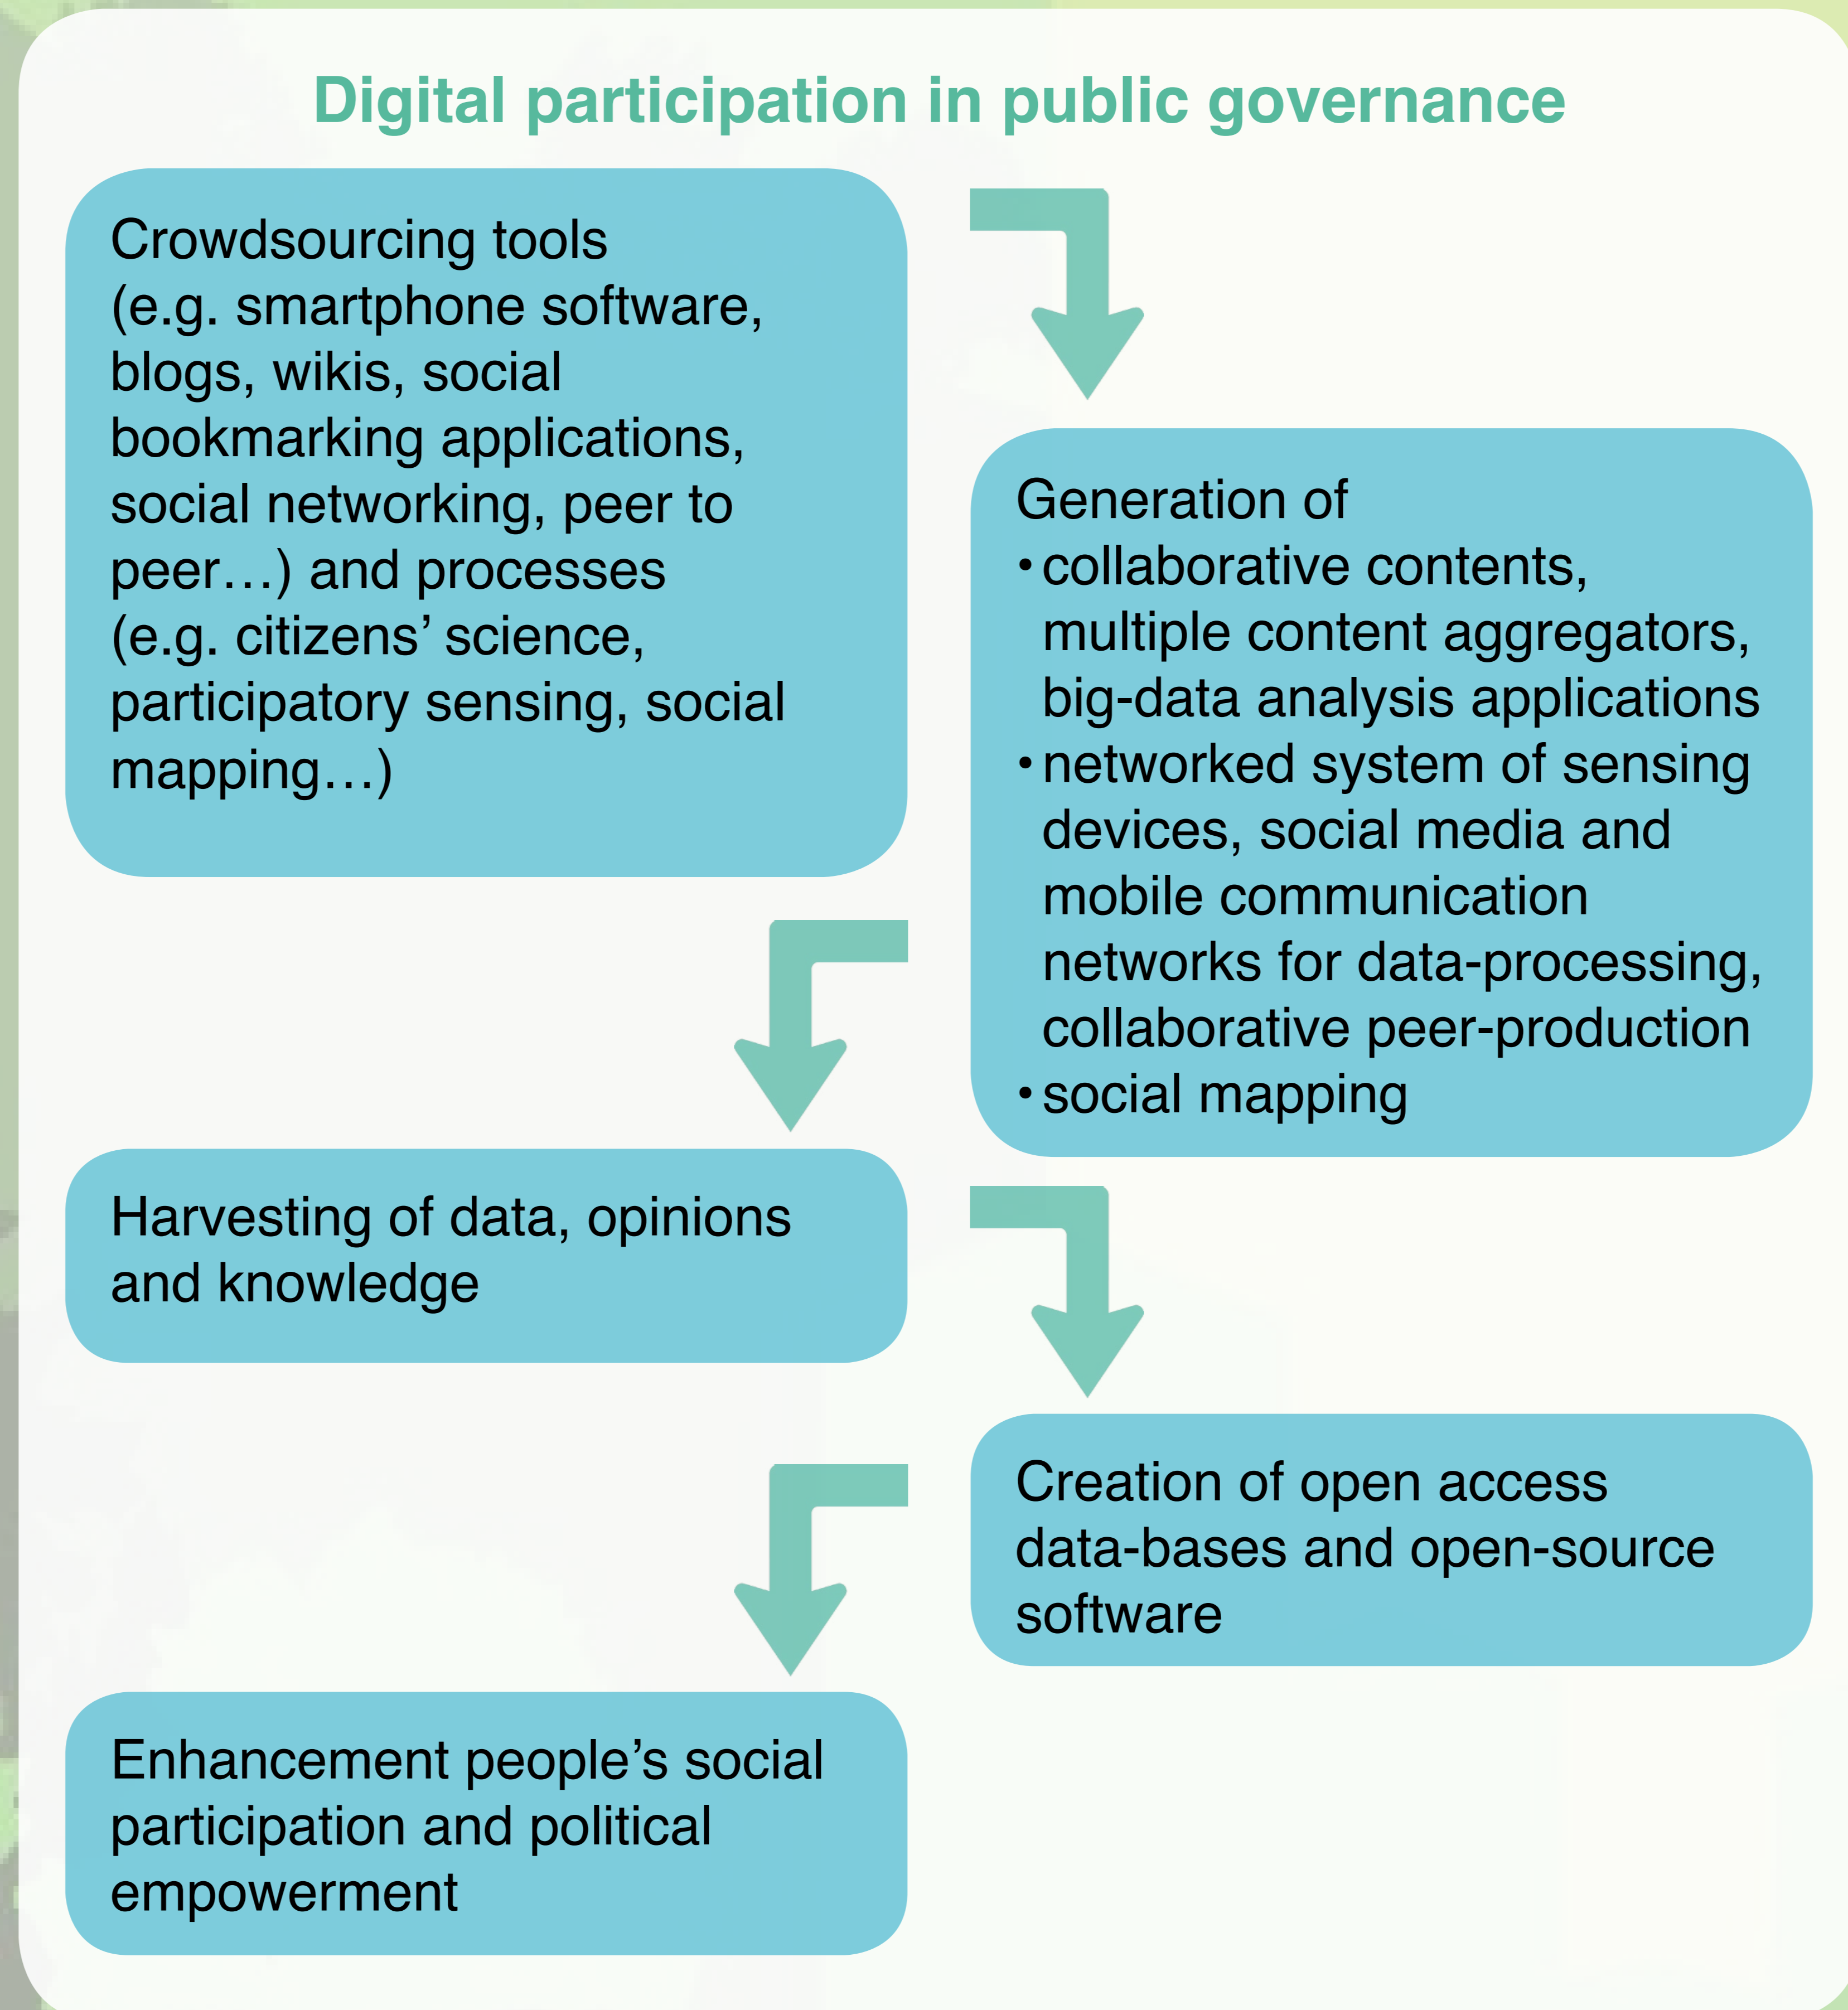 Digital participation in public governance
Crowdsourcing tools
(e.g. smartphone software,
blogs, wikis, social
bookmarking applications,
social networking, peer to
peer…) and processes
(e.g. citizens’ science,
participatory sensing, social
mapping…)
Generation of
• collaborative contents,
multiple content aggregators,
big-data analysis applications
• networked system of sensing
devices, social media and
mobile communication
networks for data-processing,
collaborative peer-production
• social mapping
Harvesting of data, opinions
and knowledge
Creation of open access
data-bases and open-source
software
Enhancement people’s social
participation and political
empowerment